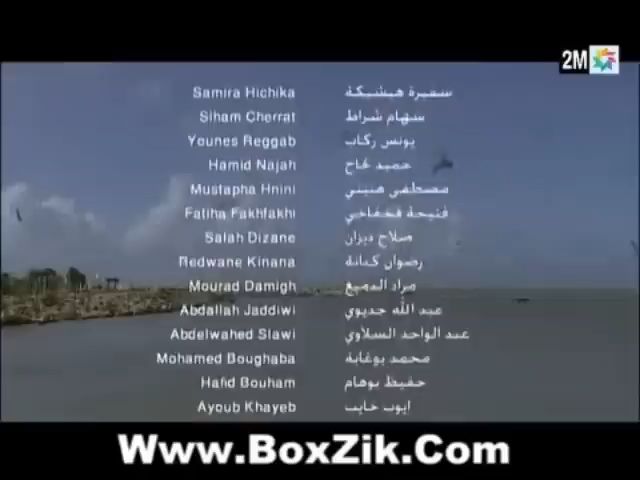 2M
Samira Hichika سميرة هيشيكة
Siham Cherrat سهام شراط
Younes Reggab يونس ركاب
Hamid Najah حميد نجاح
Mustapha Hnini مصطفى هنيني
Fatiha Fakhfakhi فتيحة فخفاخي
Salah Dizane صلاح ديزان
Redwane Kinana رضوان كنانة
Mourad Damigh مراد الدميغ
Abdallah Jaddiwi عبد الله جديوي
Abdelwahed Slawi عبد الواحد السلاوي
Mohamed Boughaba محمد بوغابة
Hafid Bouham حفيظ بوهام
Ayoub Khayeb ايوب خايب
Www.BoxZik.Com